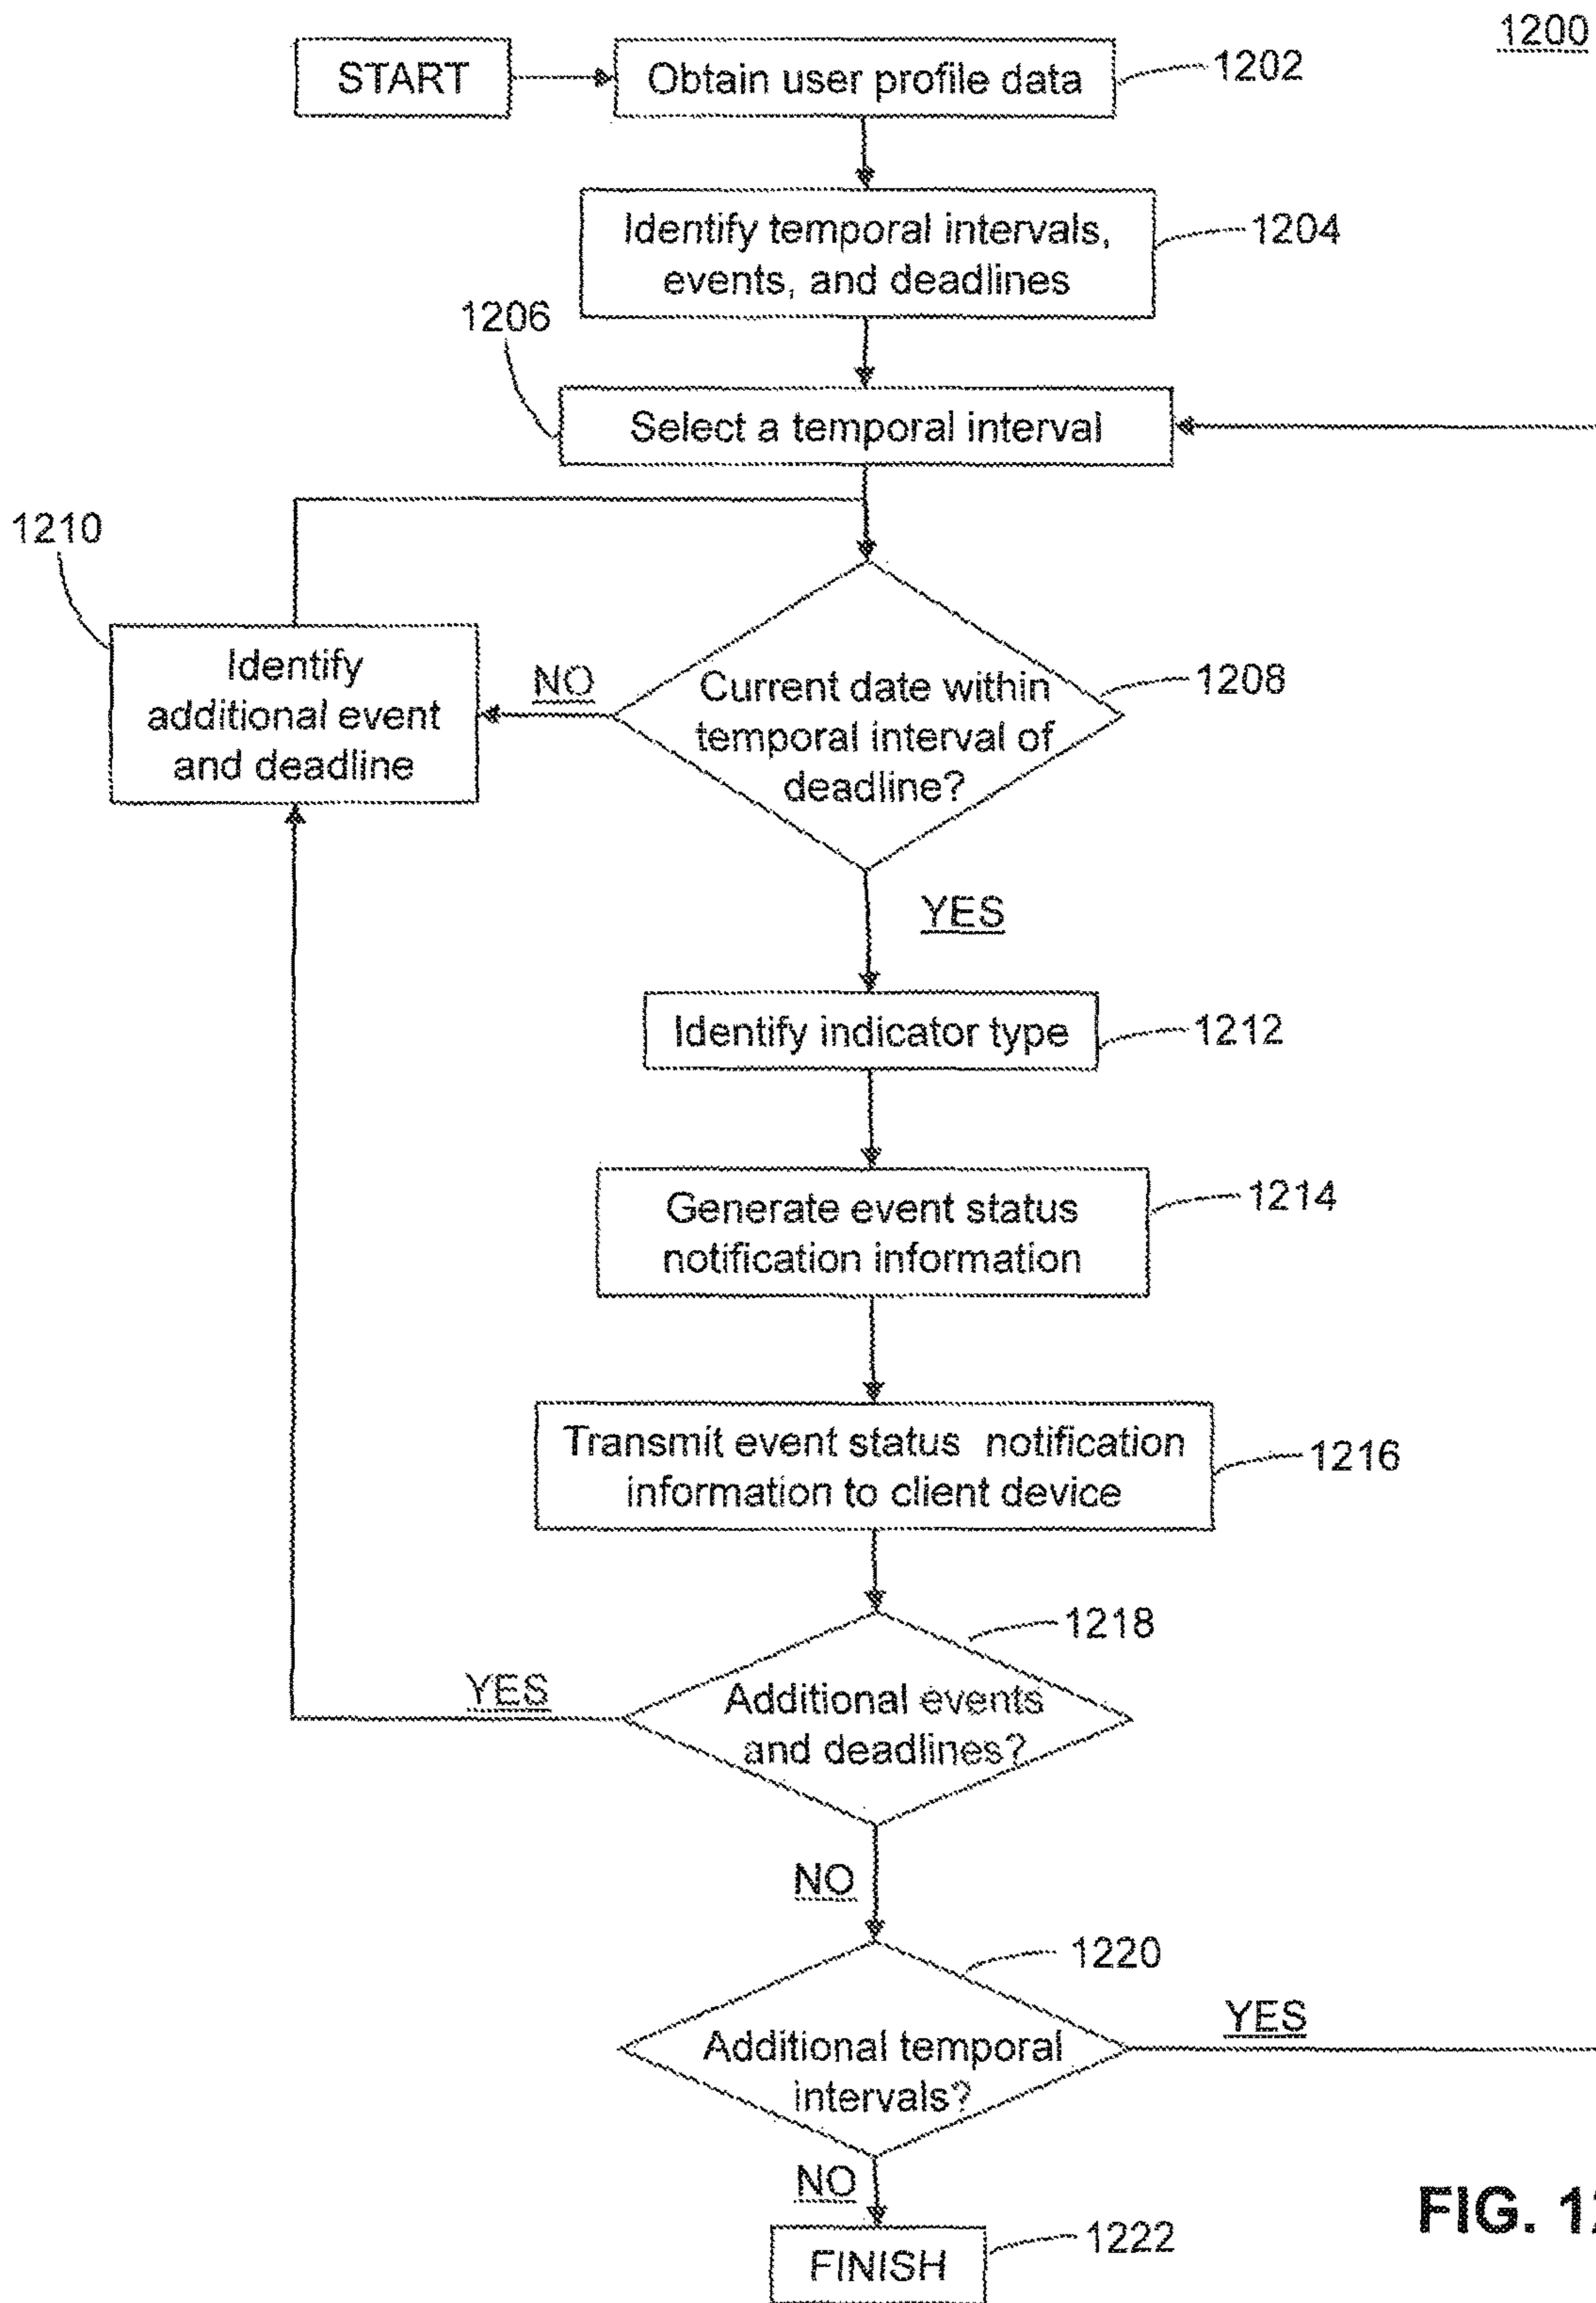 1200
START
Obtain user profile data
1202
Identify temporal intervals,
events, and deadlines
1204
1206
Select a temporal interval
1210
Identify
additional event
and deadline
NO
Current date within
temporal interval of
deadline?
1208
YES
Identify indicator type
1212
Generate event status
notification information
1214
Transmit event status notification
information to client device
1216
1218
YES
Additional events
and deadlines?
NO
1220
Additional temporal
intervals?
YES
NO
FIG. 12
FINISH
1222